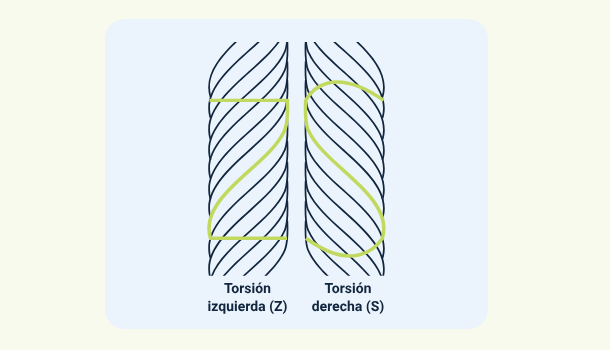 Torsión
izquierda (Z)
Torsión
derecha (S)